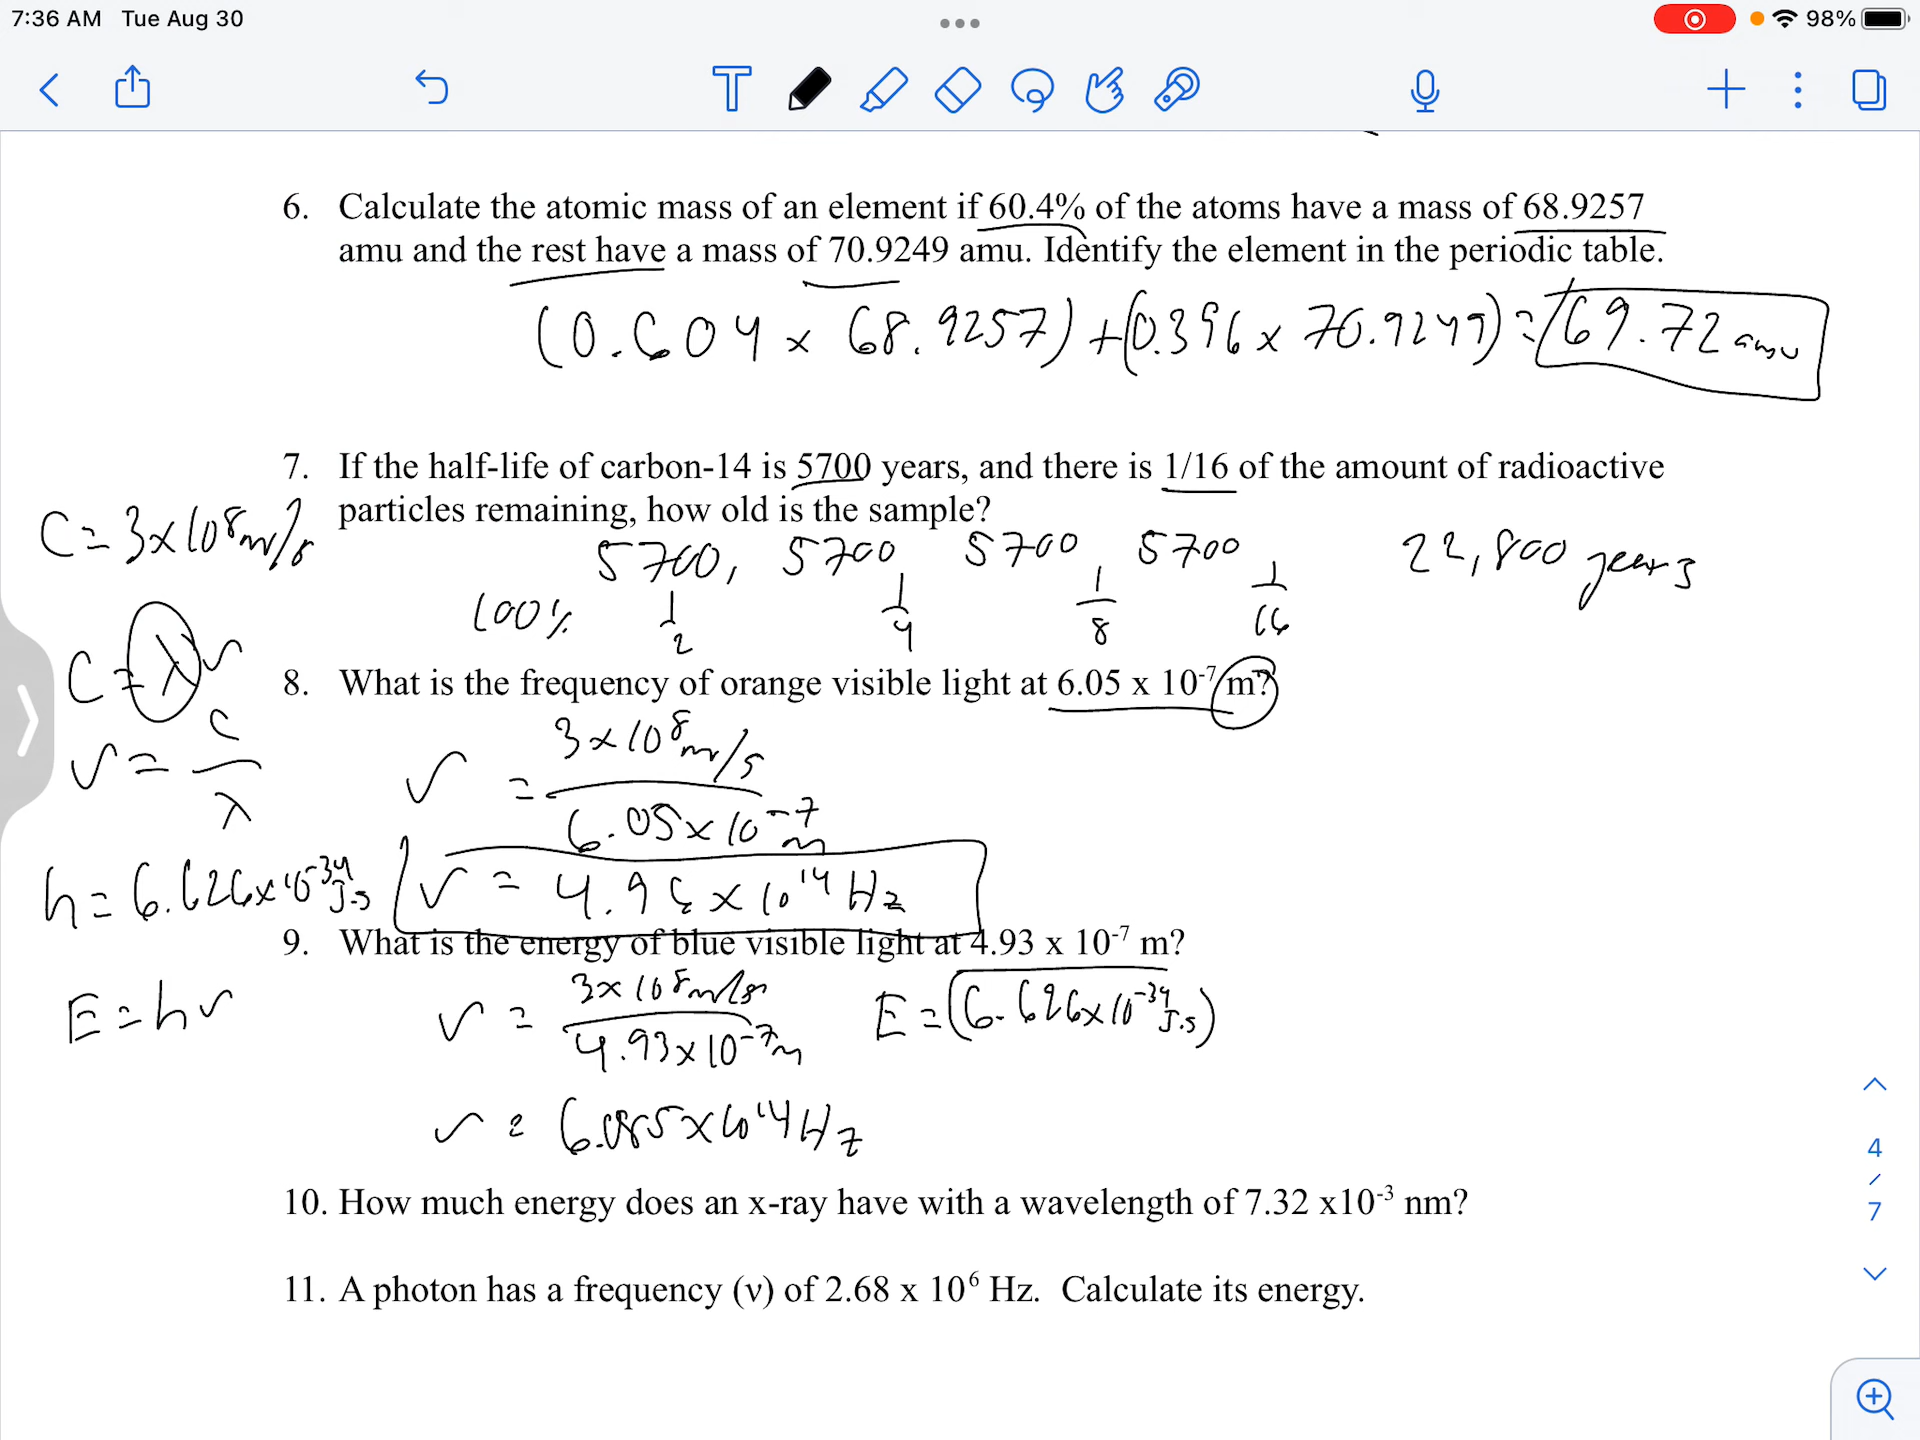 7:36 AM Tue Aug 30
98%
6. Calculate the atomic mass of an element if 60.4% of the atoms have a mass of 68.9257
amu and the rest have a mass of 70.9249 amu. Identify the element in the periodic table.
(0.604 x 68.9257) + (0.396 x 70.9249) = 69.72 amu
7. If the half-life of carbon-14 is 5700 years, and there is 1/16 of the amount of radioactive
particles remaining, how old is the sample?
C = 3x10⁸ m/s
5700, 5700, 5700, 5700
22,800 years
100% 1/2 1/4 1/8 1/16
C = λν
8. What is the frequency of orange visible light at 6.05 x 10⁻⁷ m?
ν = c/λ
ν = 3x10⁸ m/s / 6.05x10⁻⁷ m
h = 6.626x10⁻³⁴ J·s
ν = 4.96 x 10¹⁴ Hz
9. What is the energy of blue visible light at 4.93 x 10⁻⁷ m?
E = hν
ν = 3x10⁸ m/s / 4.93x10⁻⁷ m
E = (6.626x10⁻³⁴ J·s)
ν = 6.085x10¹⁴ Hz
10. How much energy does an x-ray have with a wavelength of 7.32 x10⁻³ nm?
11. A photon has a frequency (ν) of 2.68 x 10⁶ Hz. Calculate its energy.
4
/
7